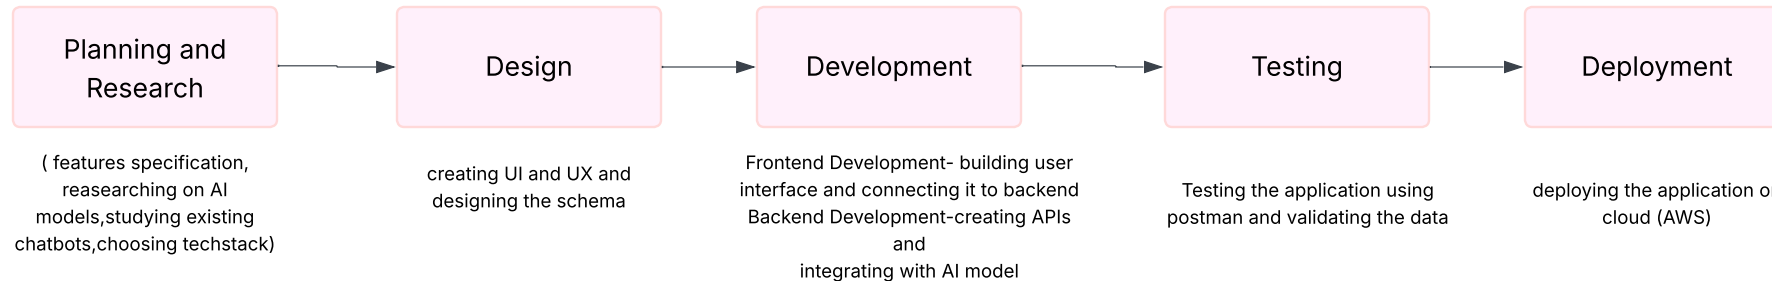 Planning and
Research
Design
Development
Testing
Deployment
( features specification,
reasearching on AI
models,studying existing
chatbots,choosing techstack)
creating UI and UX and
designing the schema
Frontend Development- building user
interface and connecting it to backend
Backend Development-creating APIs
and
integrating with AI model
Testing the application using
postman and validating the data
deploying the application
cloud (AWS)